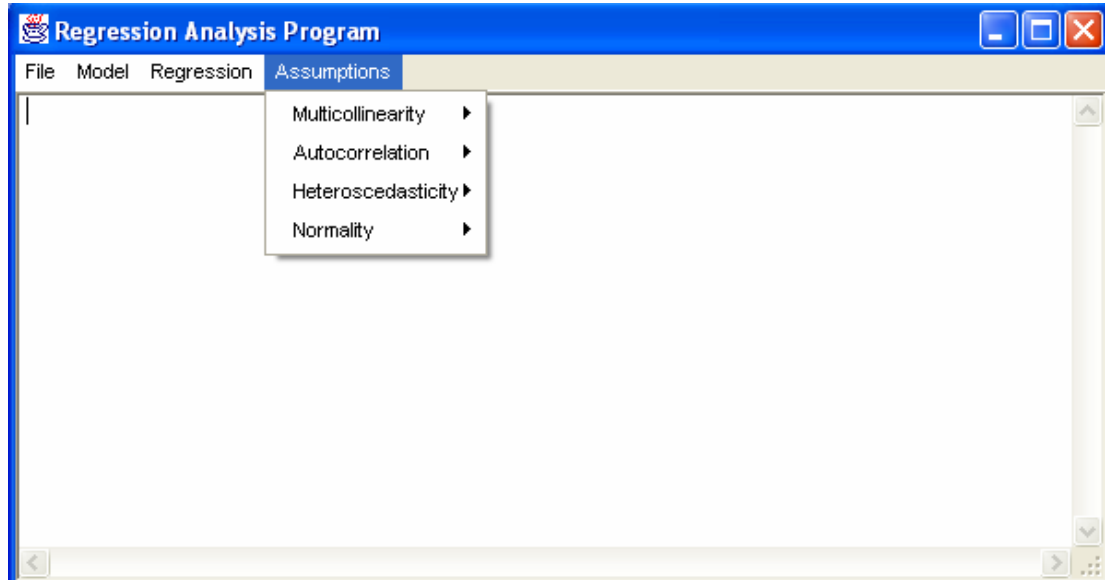 Regression Analysis Program
File Model Regression Assumptions
Multicollinearity
Autocorrelation
Heteroscedasticity
Normality